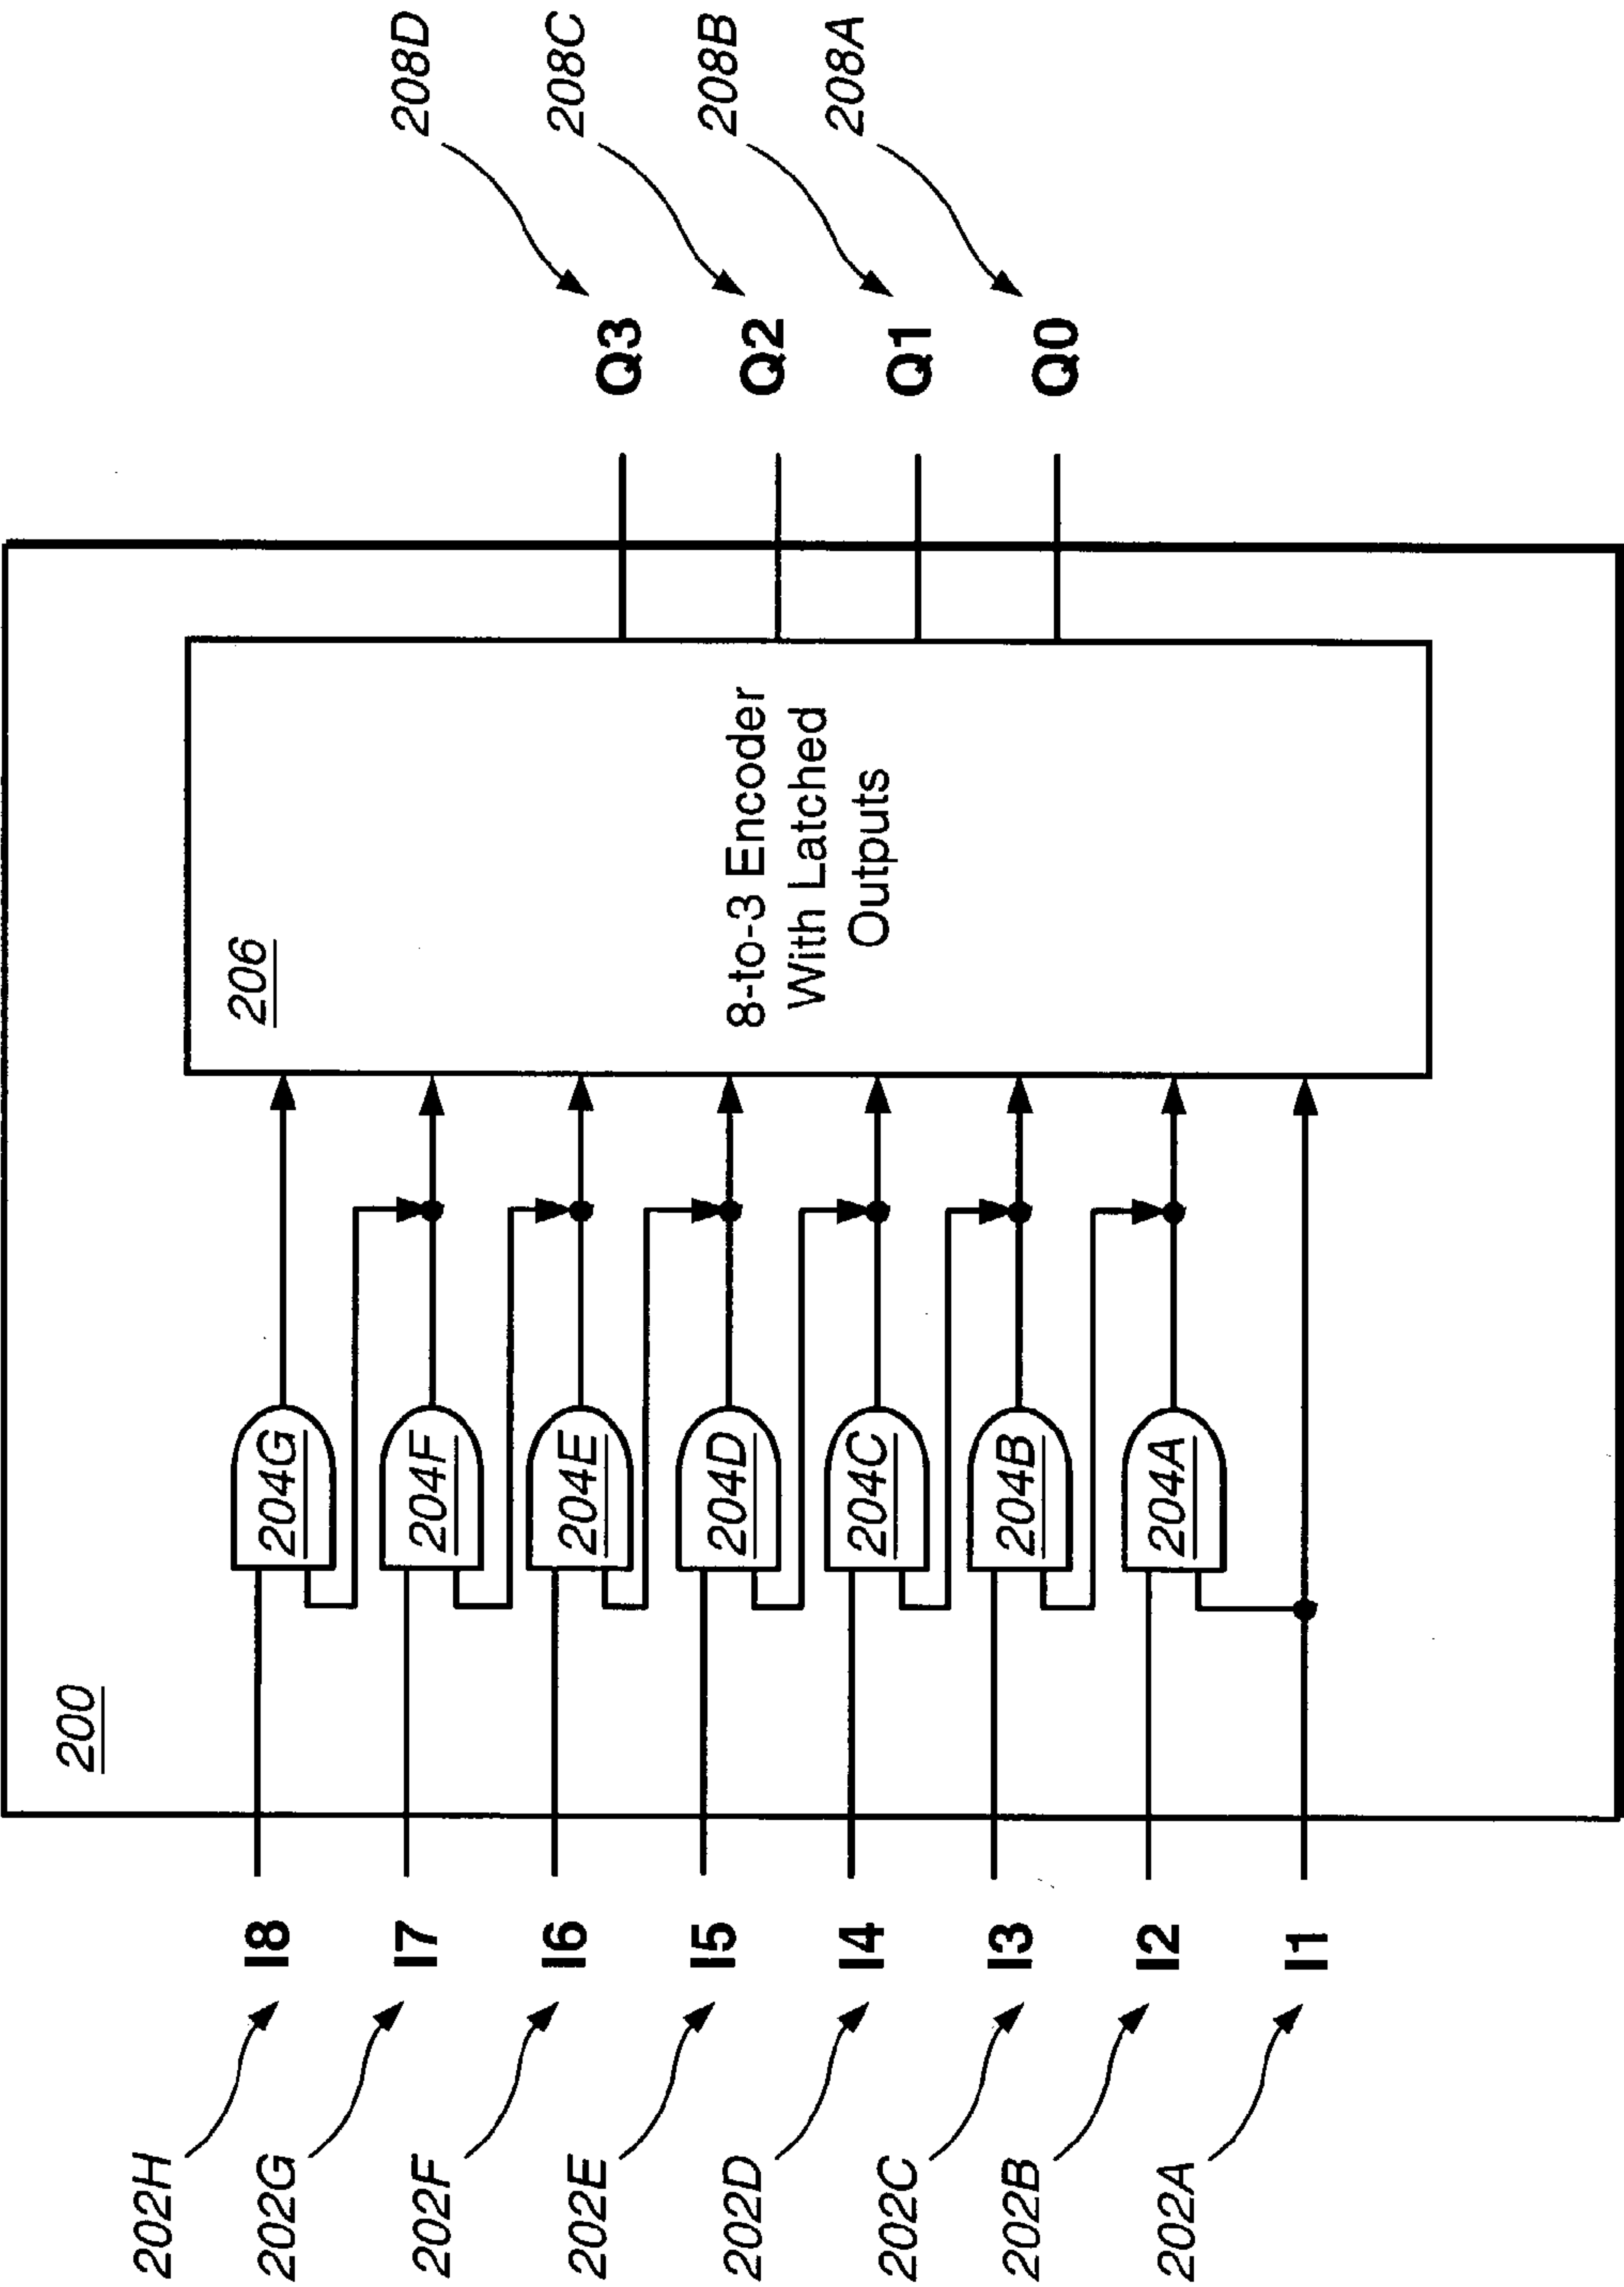 200
202H
I8
202G
I7
202F
I6
202E
I5
202D
I4
202C
I3
202B
I2
202A
I1
204G
204F
204E
204D
204C
204B
204A
206
8-to-3 Encoder
With Latched
Outputs
Q3
208D
Q2
208C
Q1
208B
Q0
208A